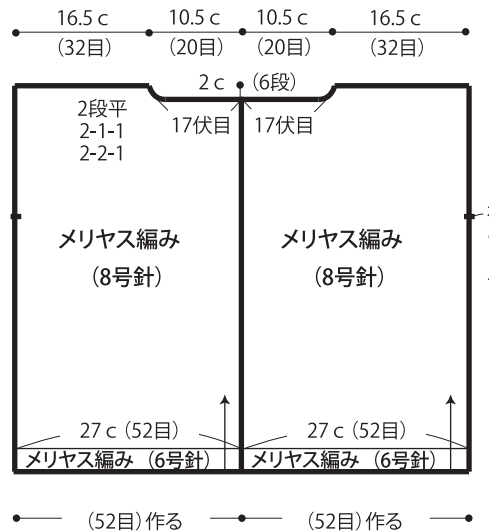 16.5 c 10.5 c 10.5 c 16.5 c
(32目) (20目) (20目) (32目)
2 c (6段)
2段平
2-1-1
2-2-1
17伏目 17伏目
メリヤス編み メリヤス編み
(8号針) (8号針)
27 c (52目) 27 c (52目)
メリヤス編み (6号針) メリヤス編み (6号針)
(52目) 作る (52目) 作る